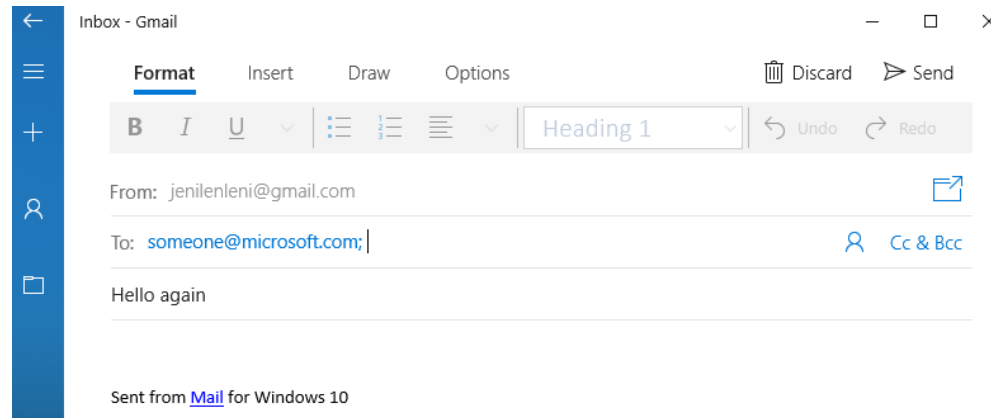 Inbox - Gmail
Format Insert Draw Options Discard Send
B I U Heading 1 Undo Redo
From: jenilenleni@gmail.com
To: someone@microsoft.com; Cc & Bcc
Hello again
Sent from Mail for Windows 10